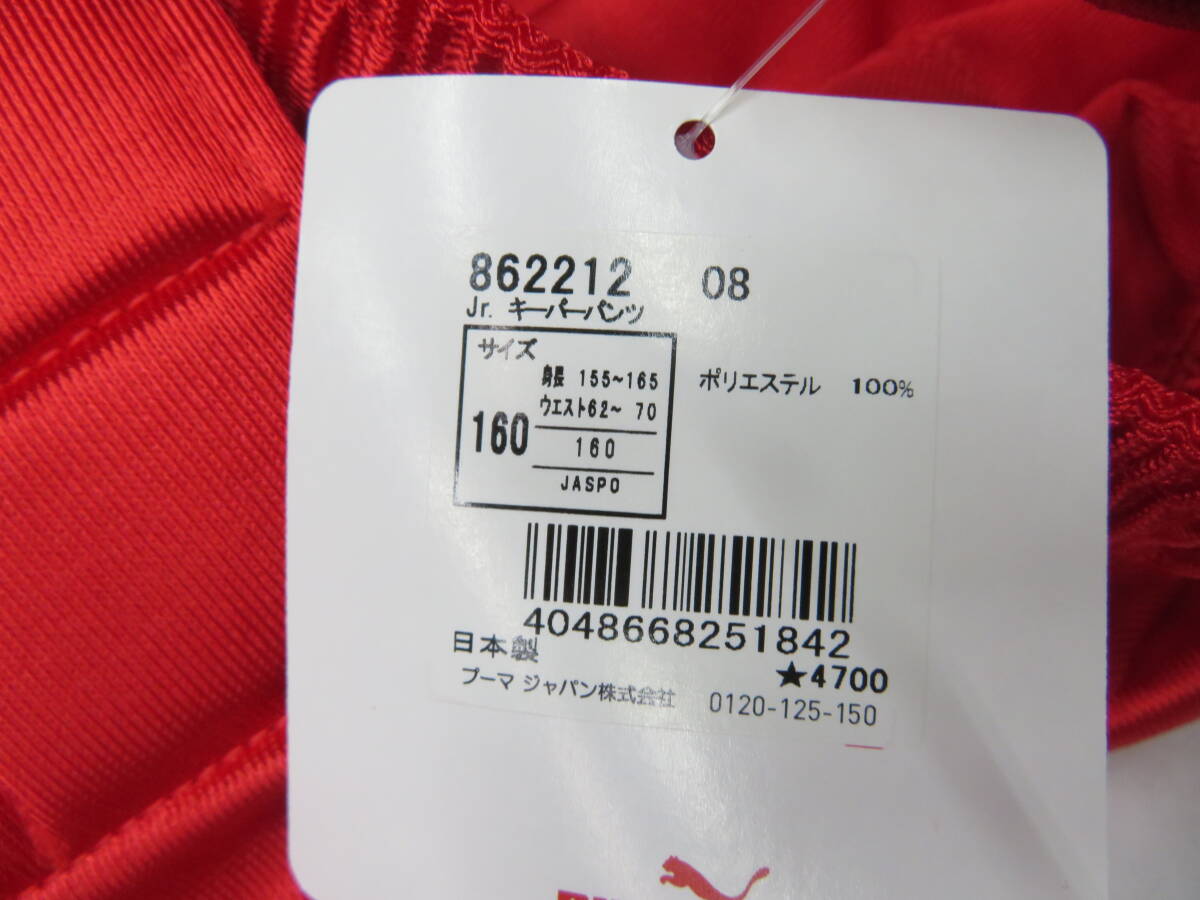 862212 08
Jr. キーパーパンツ
サイズ
身長 155~165
ウエスト62~ 70
160
160
JASPO
ポリエステル 100%
4048668251842
日本製
★4700
プーマ ジャパン株式会社 0120-125-150